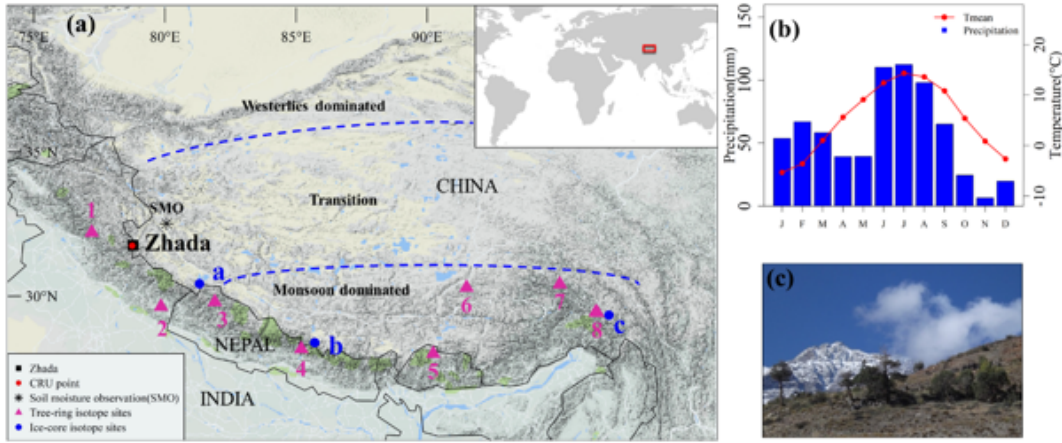 (a)
75°E
80°E
85°E
90°E
Westerlies dominated
35°N
CHINA
Transition
SMO
1
Zhada
a
30°N
Monsoon dominated
2
3
6
7
8
c
NEPAL
4
b
5
INDIA
Zhada
CRU point
Soil moisture observation(SMO)
Tree-ring isotope sites
Ice-core isotope sites
(b)
Tmean
Precipitation
Precipitation(mm)
0
50
100
150
Temperature(°C)
-10
0
10
20
J F M A M J J A S O N D
(c)